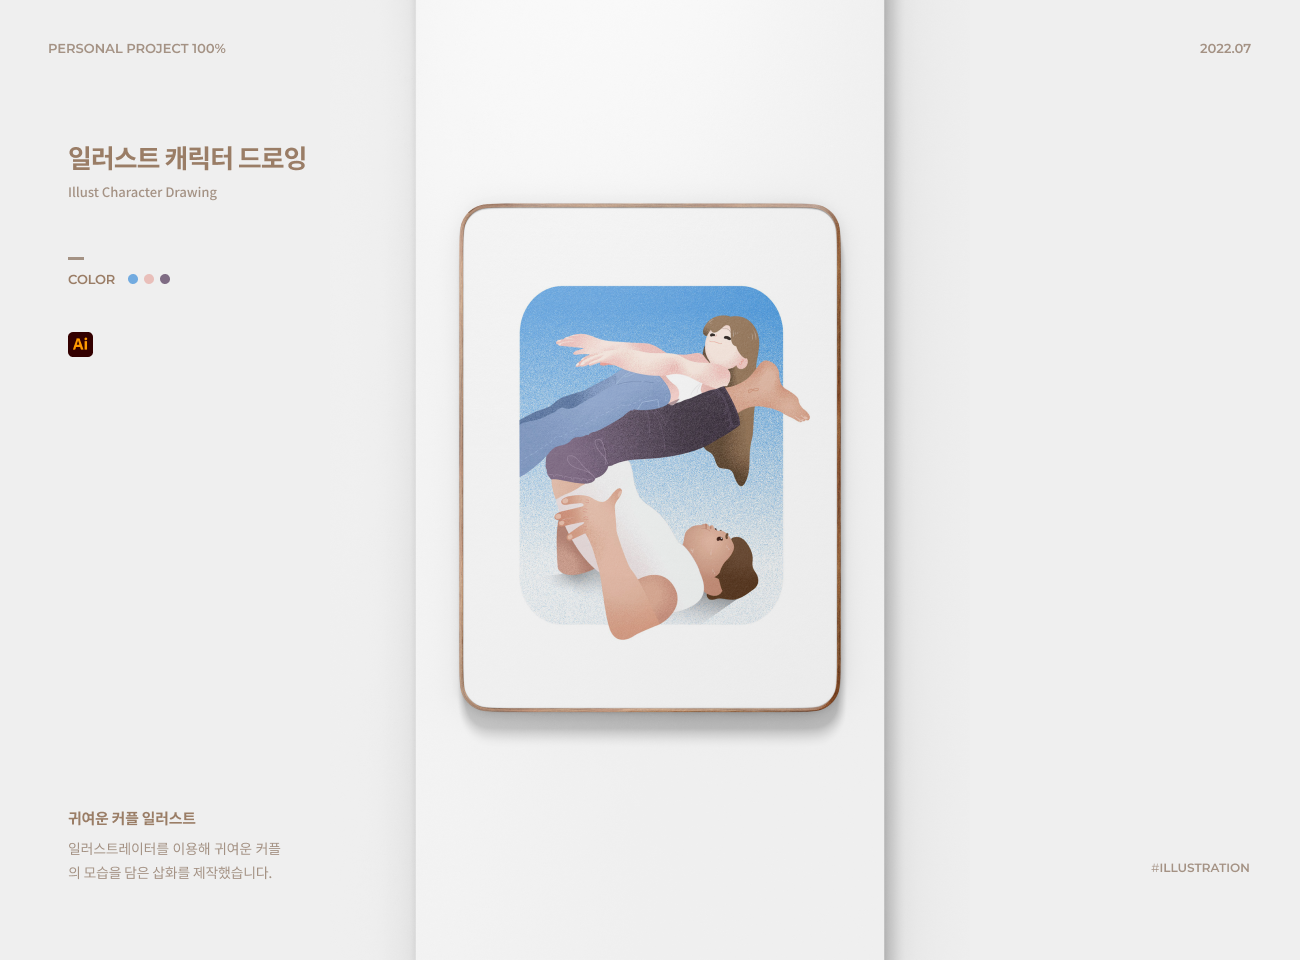 PERSONAL PROJECT 100%
2022.07
일러스트 캐릭터 드로잉
Illust Character Drawing
COLOR
Ai
귀여운 커플 일러스트
일러스트레이터를 이용해 귀여운 커플
의 모습을 담은 삽화를 제작했습니다.
#ILLUSTRATION